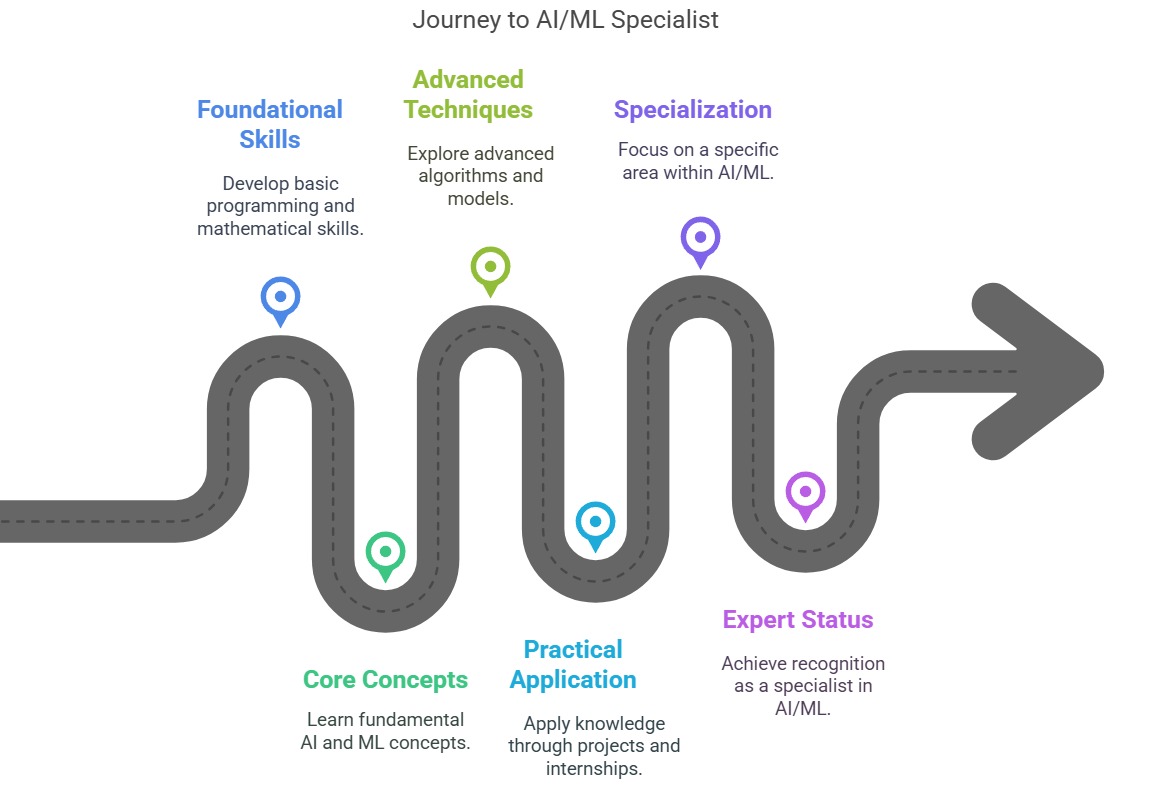 Journey to AI/ML Specialist
Foundational
Skills
Develop basic
programming and
mathematical skills.
Core Concepts
Learn fundamental
AI and ML concepts.
Advanced
Techniques
Explore advanced
algorithms and
models.
Practical
Application
Apply knowledge
through projects and
internships.
Specialization
Focus on a specific
area within AI/ML.
Expert Status
Achieve recognition
as a specialist in
AI/ML.